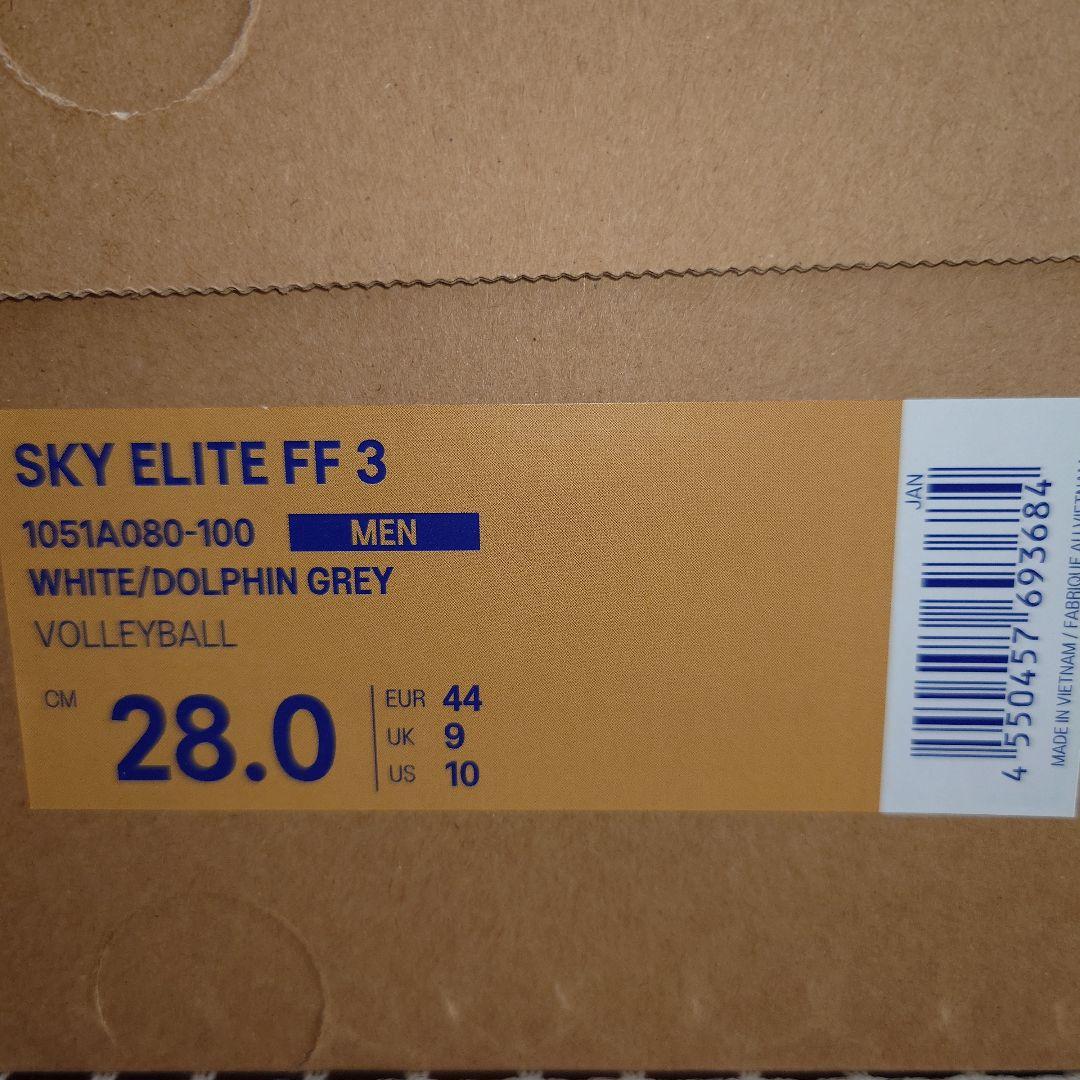 SKY ELITE FF 3
1051A080-100 MEN
WHITE/DOLPHIN GREY
VOLLEYBALL
CM 28.0
EUR 44
UK 9
US 10
JAN
4 550457 693684
MADE IN VIETNAM / FABRIQUÉ AU VIETNAM